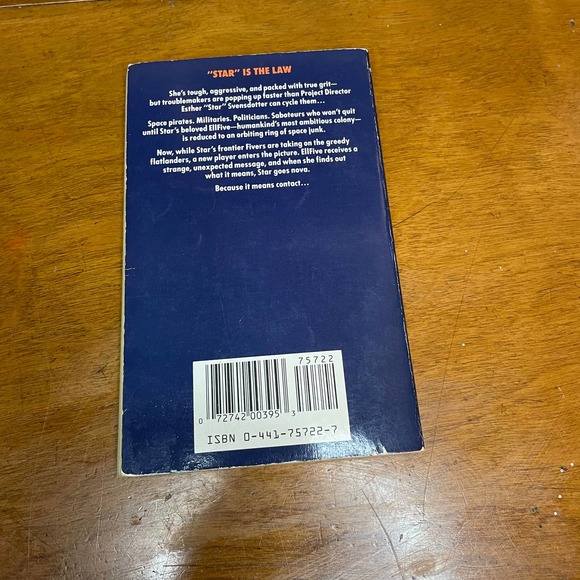 "STAR" IS THE LAW
She's tough, aggressive, and packed with true grit—
but troublemakers are popping up faster than Project Director
Esther "Star" Svensdotter can cycle them...
Space pirates. Militaries. Politicians. Saboteurs who won't quit
until Star's beloved EllFive—humankind's most ambitious colony—
is reduced to an orbiting ring of space junk.
Now, while Star's frontier Fivers are taking on the greedy
flatlanders, a new player enters the picture. EllFive receives a
strange, unexpected message, and when she finds out
what it means, Star goes nova.
Because it means contact...
75722
0 72742 00395 3
ISBN 0-441-75722-7